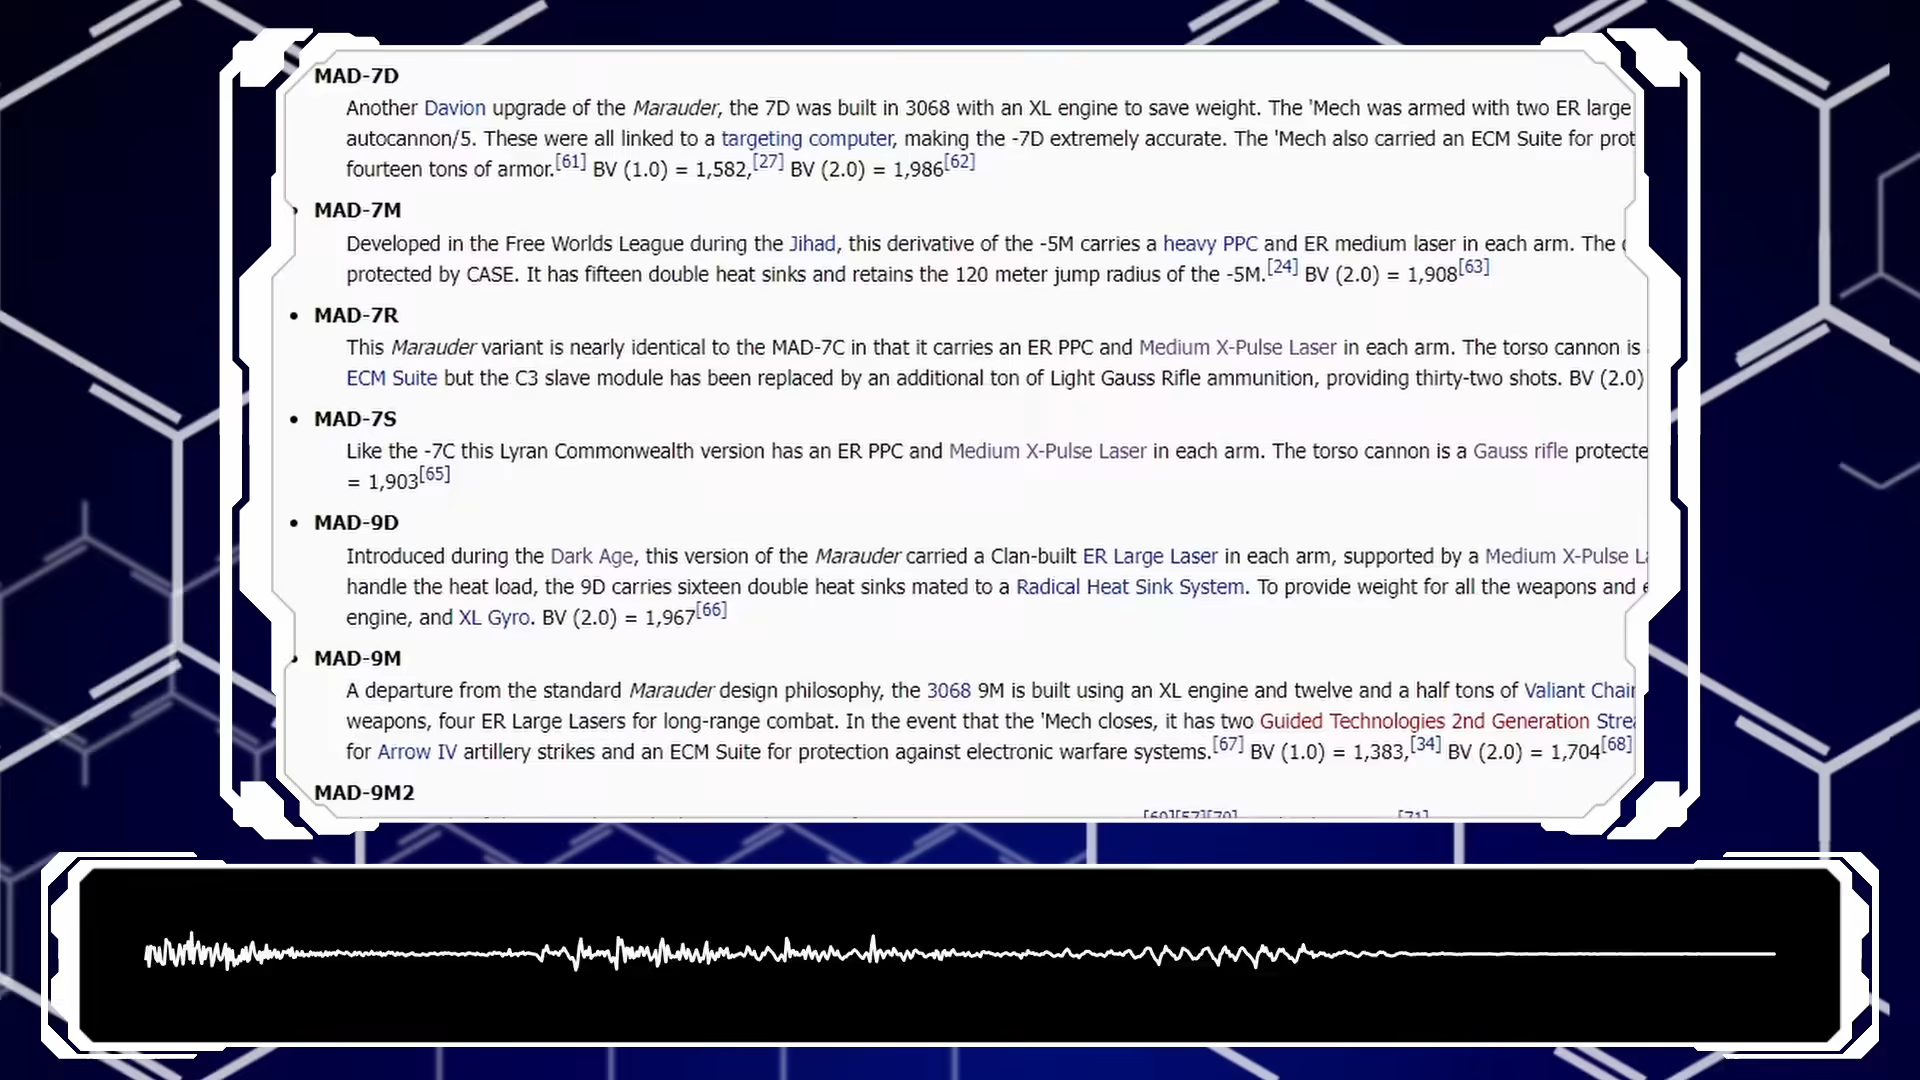 MAD-7D
Another Davion upgrade of the Marauder, the 7D was built in 3068 with an XL engine to save weight. The 'Mech was armed with two ER large
autocannon/5. These were all linked to a targeting computer, making the -7D extremely accurate. The 'Mech also carried an ECM Suite for prot
fourteen tons of armor.[61] BV (1.0) = 1,582,[27] BV (2.0) = 1,986[62]
MAD-7M
Developed in the Free Worlds League during the Jihad, this derivative of the -5M carries a heavy PPC and ER medium laser in each arm. The
protected by CASE. It has fifteen double heat sinks and retains the 120 meter jump radius of the -5M.[24] BV (2.0) = 1,908[63]
• MAD-7R
This Marauder variant is nearly identical to the MAD-7C in that it carries an ER PPC and Medium X-Pulse Laser in each arm. The torso cannon is
ECM Suite but the C3 slave module has been replaced by an additional ton of Light Gauss Rifle ammunition, providing thirty-two shots. BV (2.0)
• MAD-7S
Like the -7C this Lyran Commonwealth version has an ER PPC and Medium X-Pulse Laser in each arm. The torso cannon is a Gauss rifle protecte
= 1,903[65]
• MAD-9D
Introduced during the Dark Age, this version of the Marauder carried a Clan-built ER Large Laser in each arm, supported by a Medium X-Pulse L
handle the heat load, the 9D carries sixteen double heat sinks mated to a Radical Heat Sink System. To provide weight for all the weapons and
engine, and XL Gyro. BV (2.0) = 1,967[66]
MAD-9M
A departure from the standard Marauder design philosophy, the 3068 9M is built using an XL engine and twelve and a half tons of Valiant Chain
weapons, four ER Large Lasers for long-range combat. In the event that the 'Mech closes, it has two Guided Technologies 2nd Generation Strea
for Arrow IV artillery strikes and an ECM Suite for protection against electronic warfare systems.[67] BV (1.0) = 1,383,[34] BV (2.0) = 1,704[68]
MAD-9M2